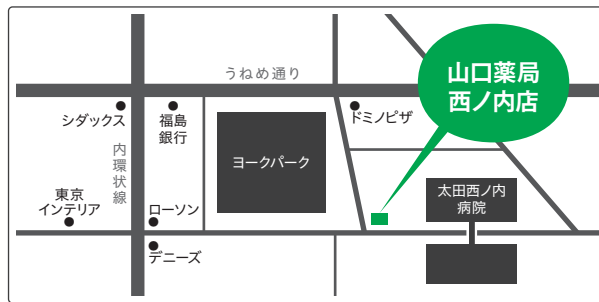 うねめ通り
山口薬局
西ノ内店
シダックス
福島
銀行
ドミノピザ
内環状線
ヨークパーク
東京
インテリア
ローソン
太田西ノ内
病院
デニーズ